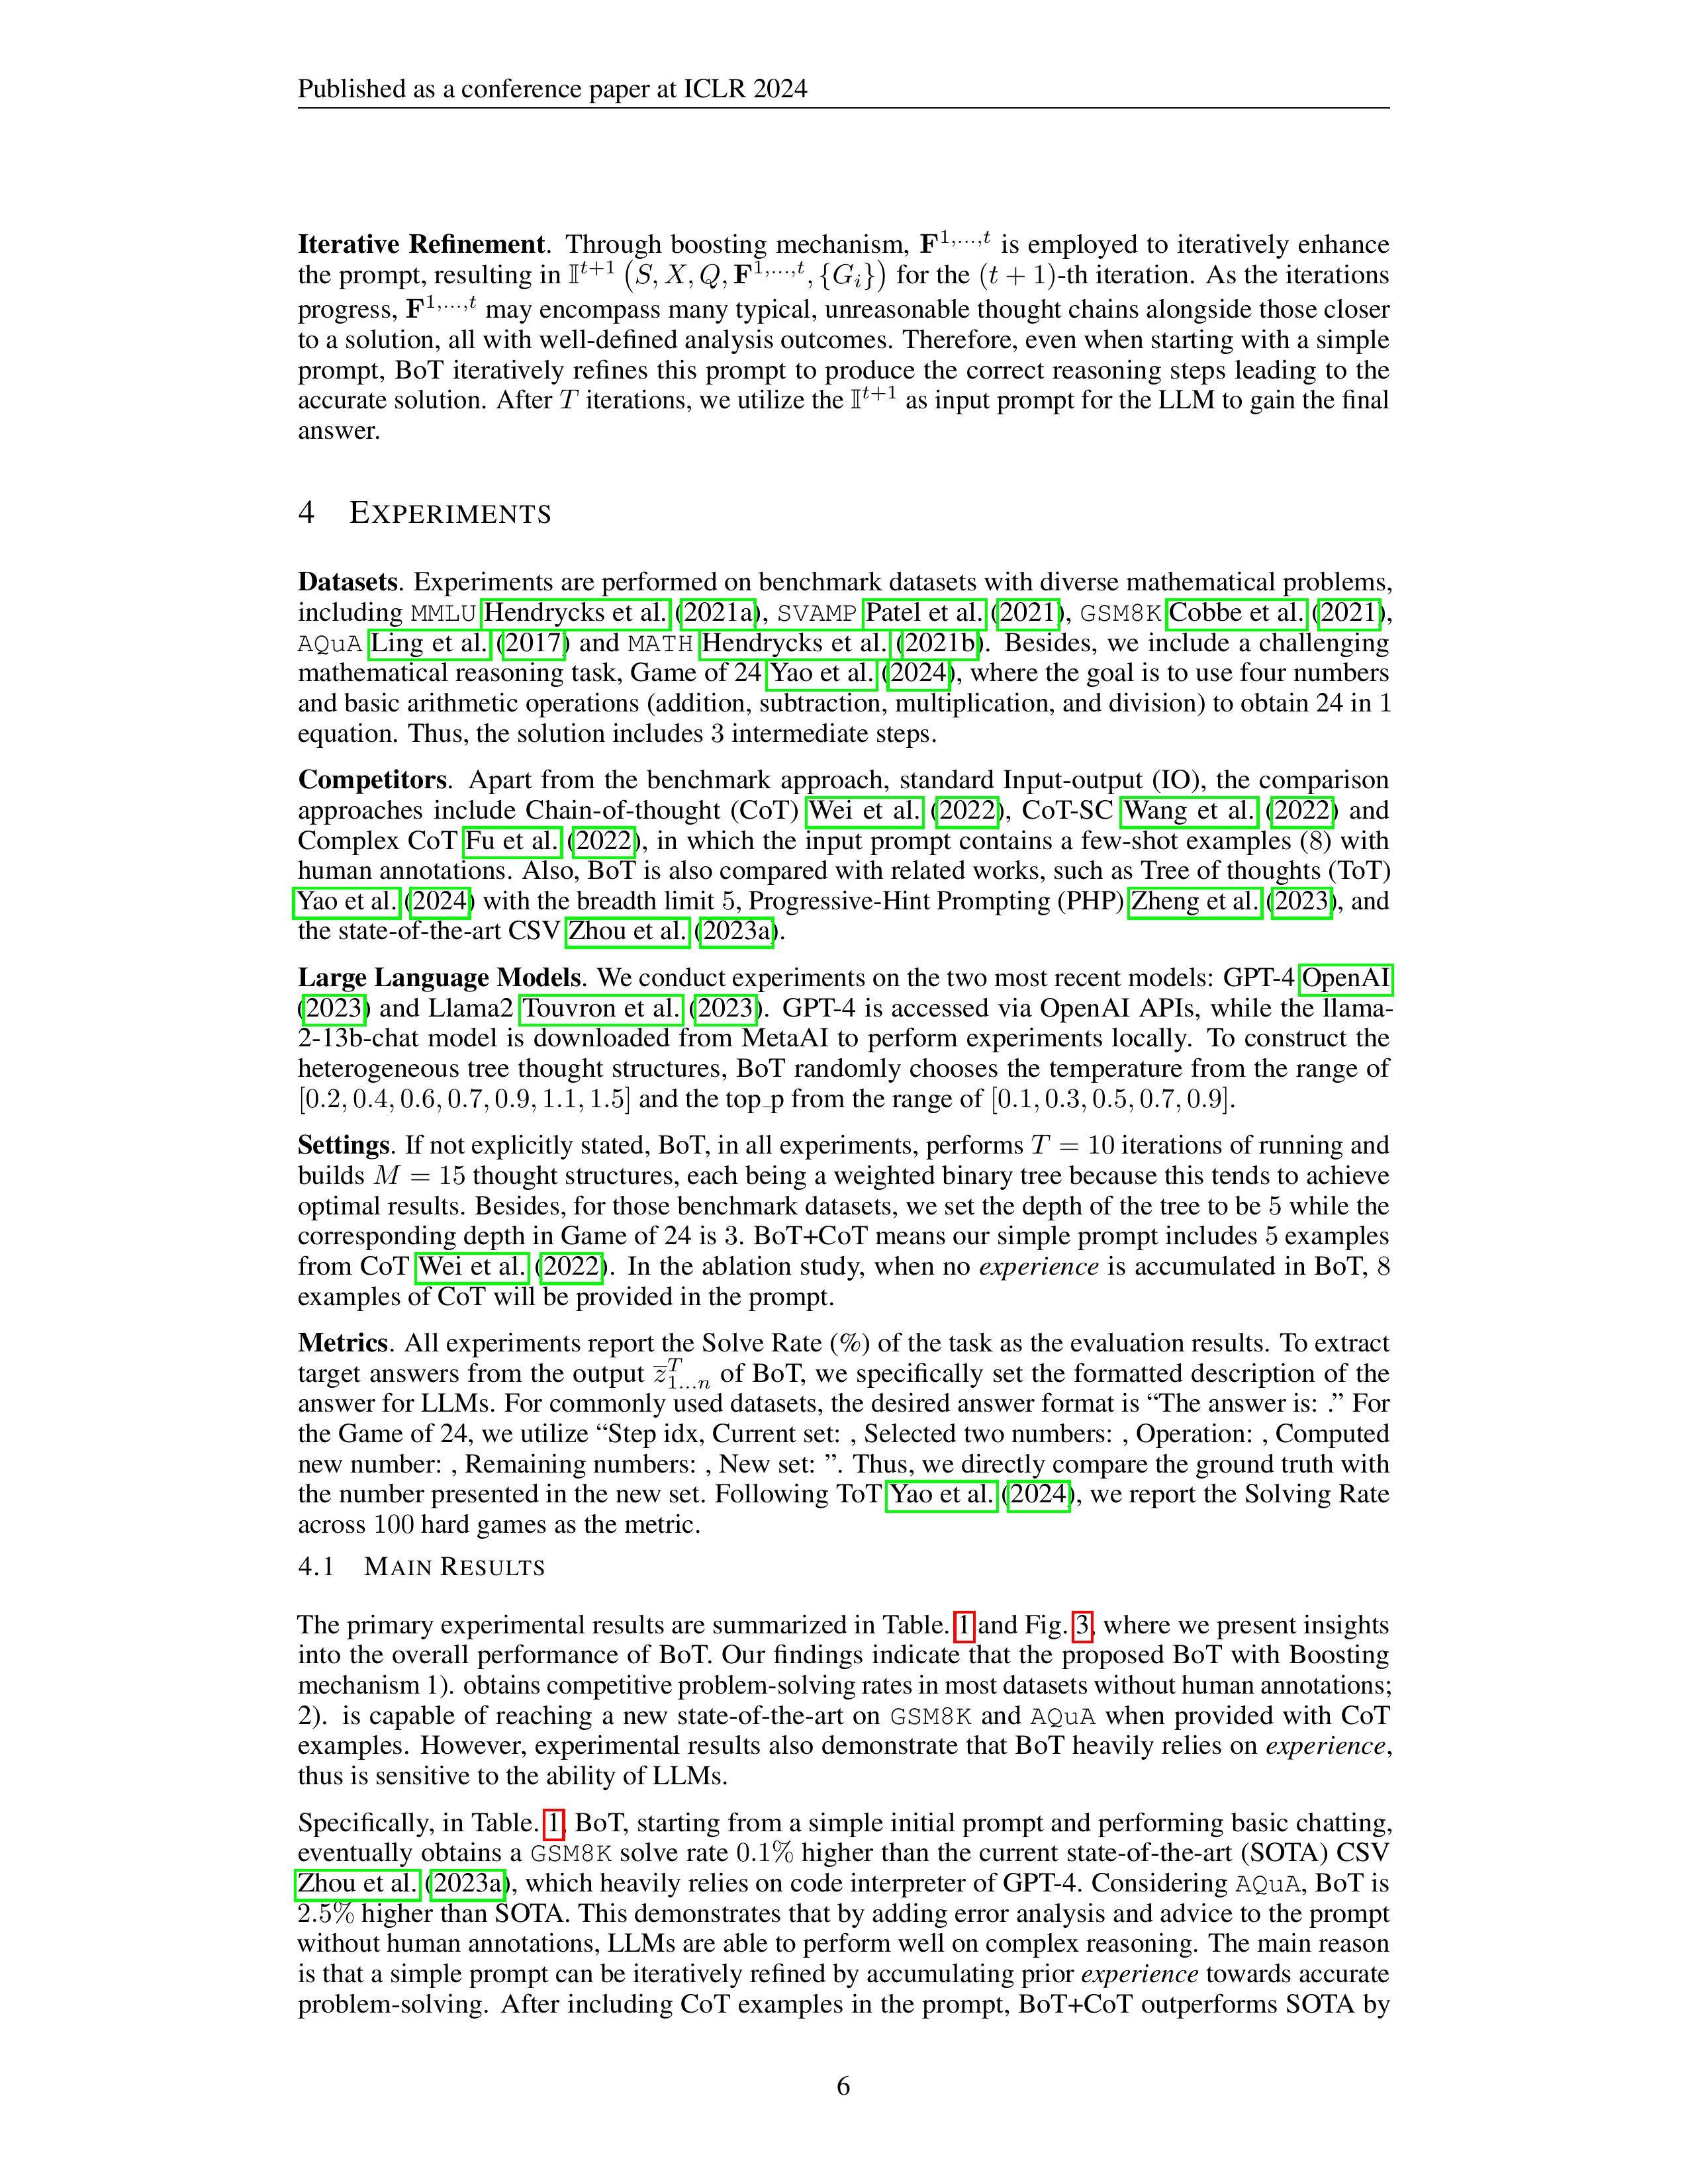 Published as a conference paper at ICLR 2024
Iterative Refinement. Through boosting mechanism, F^{1,...,t} is employed to iteratively enhance
the prompt, resulting in 𝕀^{t+1} (S, X, Q, F^{1,...,t}, {G_i}) for the (t + 1)-th iteration. As the iterations
progress, F^{1,...,t} may encompass many typical, unreasonable thought chains alongside those closer
to a solution, all with well-defined analysis outcomes. Therefore, even when starting with a simple
prompt, BoT iteratively refines this prompt to produce the correct reasoning steps leading to the
accurate solution. After T iterations, we utilize the 𝕀^{t+1} as input prompt for the LLM to gain the final
answer.
4 EXPERIMENTS
Datasets. Experiments are performed on benchmark datasets with diverse mathematical problems,
including MMLU Hendrycks et al. (2021a), SVAMP Patel et al. (2021), GSM8K Cobbe et al. (2021),
AQuA Ling et al. (2017) and MATH Hendrycks et al. (2021b). Besides, we include a challenging
mathematical reasoning task, Game of 24 Yao et al. (2024), where the goal is to use four numbers
and basic arithmetic operations (addition, subtraction, multiplication, and division) to obtain 24 in 1
equation. Thus, the solution includes 3 intermediate steps.
Competitors. Apart from the benchmark approach, standard Input-output (IO), the comparison
approaches include Chain-of-thought (CoT) Wei et al. (2022), CoT-SC Wang et al. (2022) and
Complex CoT Fu et al. (2022), in which the input prompt contains a few-shot examples (8) with
human annotations. Also, BoT is also compared with related works, such as Tree of thoughts (ToT)
Yao et al. (2024) with the breadth limit 5, Progressive-Hint Prompting (PHP) Zheng et al. (2023), and
the state-of-the-art CSV Zhou et al. (2023a).
Large Language Models. We conduct experiments on the two most recent models: GPT-4 OpenAI
(2023) and Llama2 Touvron et al. (2023). GPT-4 is accessed via OpenAI APIs, while the llama-
2-13b-chat model is downloaded from MetaAI to perform experiments locally. To construct the
heterogeneous tree thought structures, BoT randomly chooses the temperature from the range of
[0.2, 0.4, 0.6, 0.7, 0.9, 1.1, 1.5] and the top_p from the range of [0.1, 0.3, 0.5, 0.7, 0.9].
Settings. If not explicitly stated, BoT, in all experiments, performs T = 10 iterations of running and
builds M = 15 thought structures, each being a weighted binary tree because this tends to achieve
optimal results. Besides, for those benchmark datasets, we set the depth of the tree to be 5 while the
corresponding depth in Game of 24 is 3. BoT+CoT means our simple prompt includes 5 examples
from CoT Wei et al. (2022). In the ablation study, when no experience is accumulated in BoT, 8
examples of CoT will be provided in the prompt.
Metrics. All experiments report the Solve Rate (%) of the task as the evaluation results. To extract
target answers from the output z̄^T_{1...n} of BoT, we specifically set the formatted description of the
answer for LLMs. For commonly used datasets, the desired answer format is “The answer is: .” For
the Game of 24, we utilize “Step idx, Current set: , Selected two numbers: , Operation: , Computed
new number: , Remaining numbers: , New set: ”. Thus, we directly compare the ground truth with
the number presented in the new set. Following ToT Yao et al. (2024), we report the Solving Rate
across 100 hard games as the metric.
4.1 MAIN RESULTS
The primary experimental results are summarized in Table. 1 and Fig. 3, where we present insights
into the overall performance of BoT. Our findings indicate that the proposed BoT with Boosting
mechanism 1). obtains competitive problem-solving rates in most datasets without human annotations;
2). is capable of reaching a new state-of-the-art on GSM8K and AQuA when provided with CoT
examples. However, experimental results also demonstrate that BoT heavily relies on experience,
thus is sensitive to the ability of LLMs.
Specifically, in Table. 1, BoT, starting from a simple initial prompt and performing basic chatting,
eventually obtains a GSM8K solve rate 0.1% higher than the current state-of-the-art (SOTA) CSV
Zhou et al. (2023a), which heavily relies on code interpreter of GPT-4. Considering AQuA, BoT is
2.5% higher than SOTA. This demonstrates that by adding error analysis and advice to the prompt
without human annotations, LLMs are able to perform well on complex reasoning. The main reason
is that a simple prompt can be iteratively refined by accumulating prior experience towards accurate
problem-solving. After including CoT examples in the prompt, BoT+CoT outperforms SOTA by
6